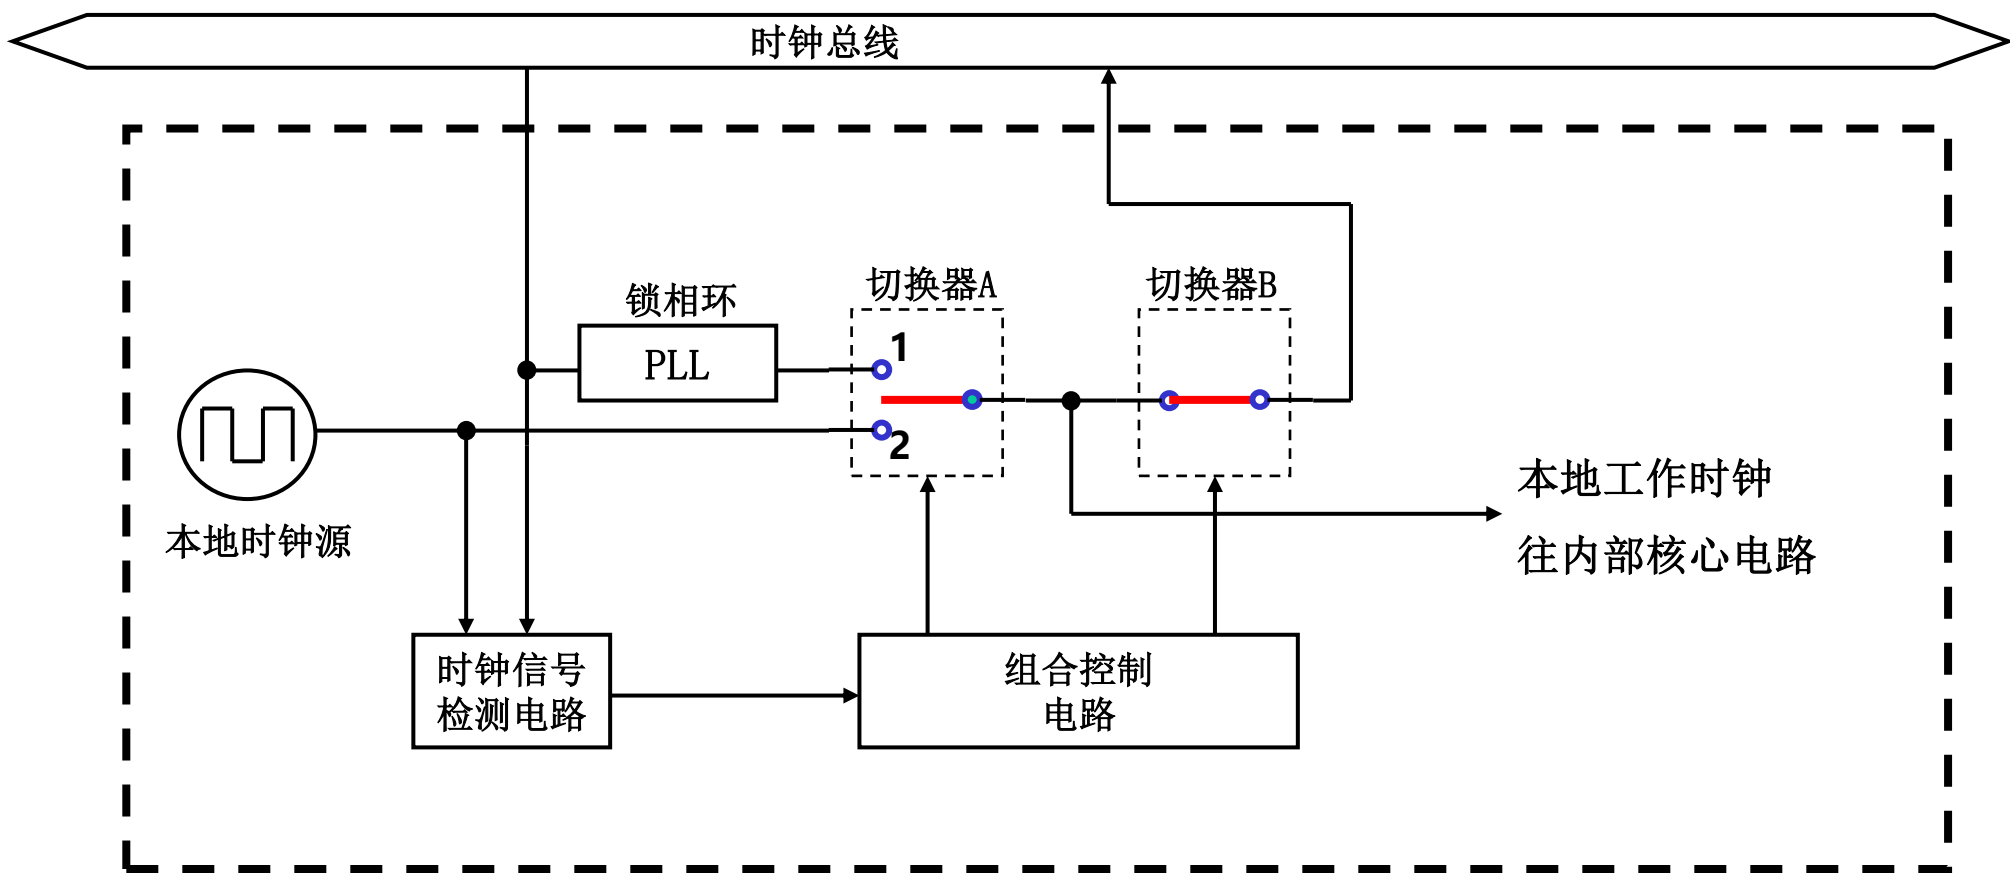 时钟总线
锁相环
PLL
切换器A
1
2
切换器B
本地时钟源
本地工作时钟
往内部核心电路
时钟信号
检测电路
组合控制
电路